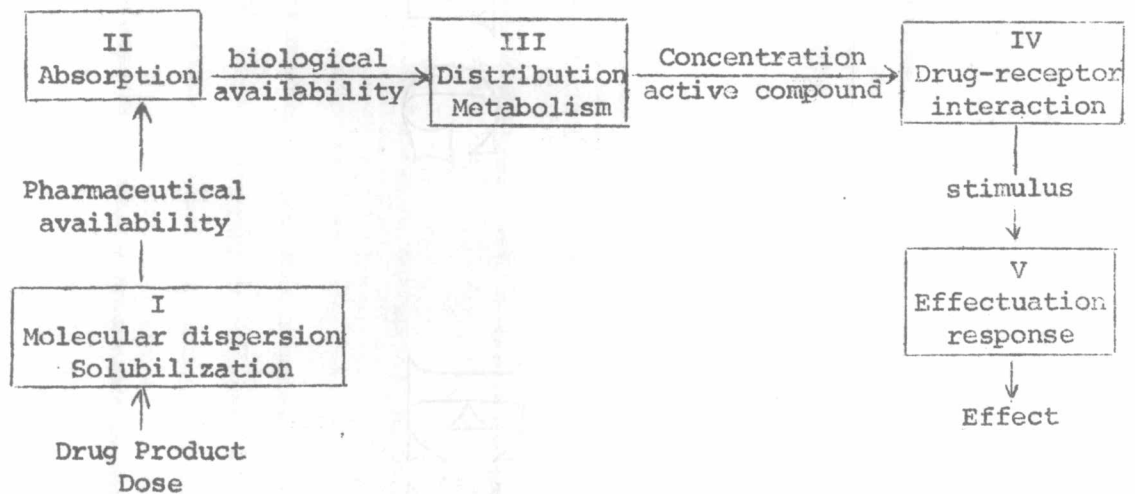 II
Absorption
biological
availability
III
Distribution
Metabolism
Concentration
active compound
IV
Drug-receptor
interaction
Pharmaceutical
availability
stimulus
I
Molecular dispersion
Solubilization
V
Effectuation
response
Drug Product
Dose
Effect